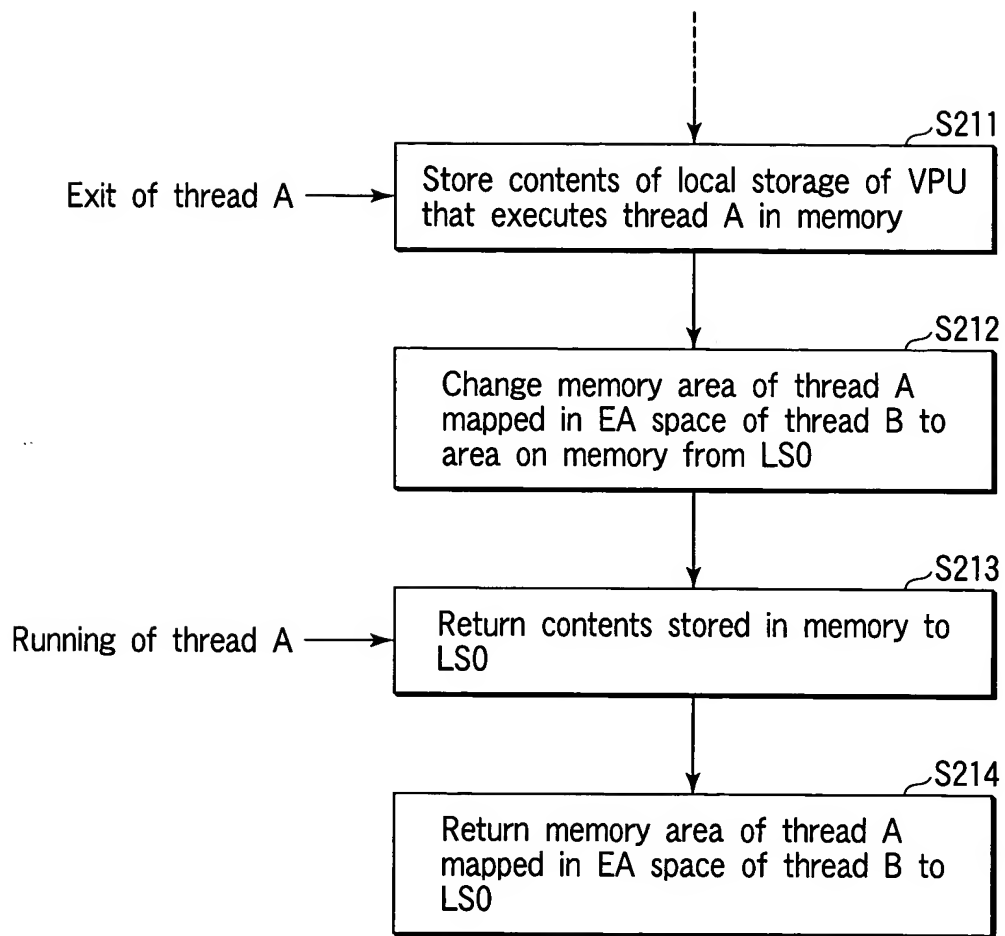 S211
Exit of thread A
Store contents of local storage of VPU
that executes thread A in memory
S212
Change memory area of thread A
mapped in EA space of thread B to
area on memory from LS0
S213
Running of thread A
Return contents stored in memory to
LS0
S214
Return memory area of thread A
mapped in EA space of thread B to
LS0